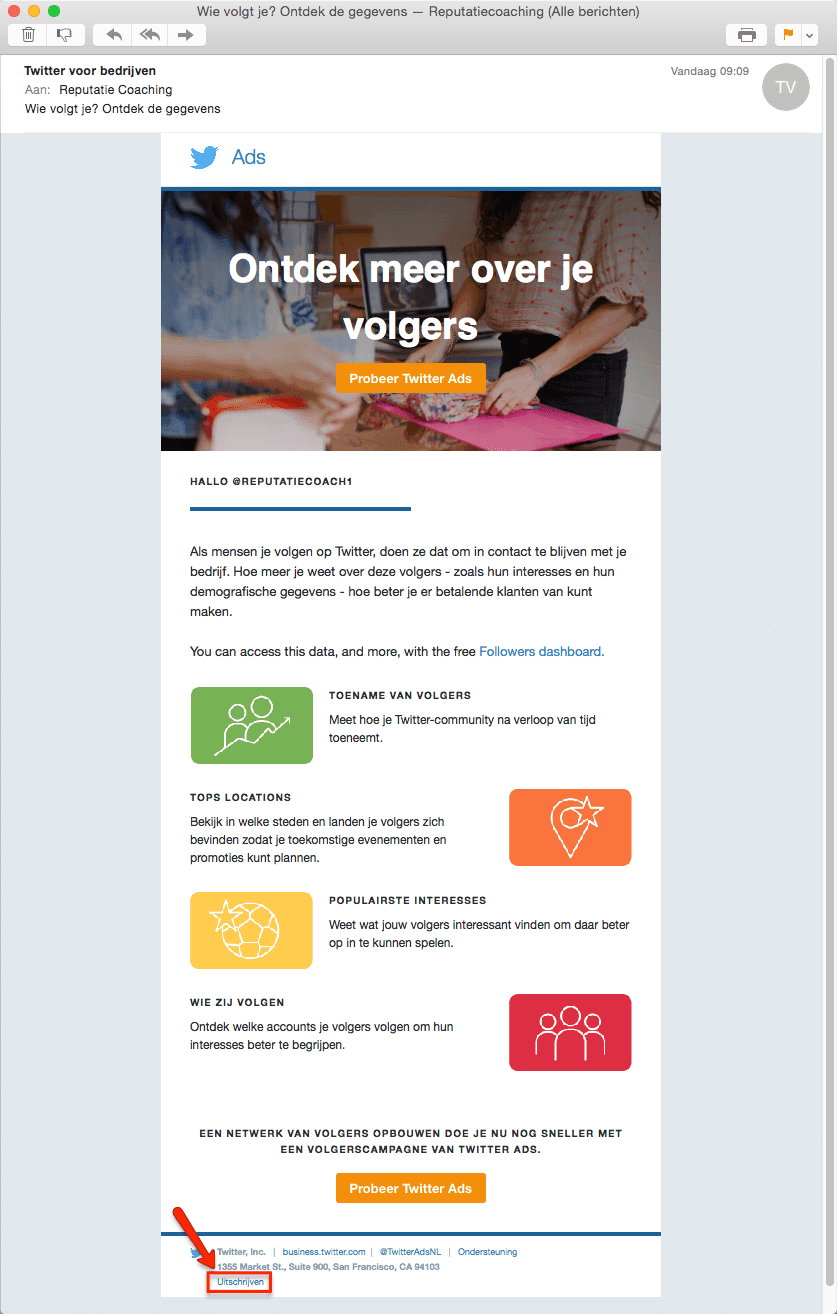 Wie volgt je? Ontdek de gegevens — Reputatiecoaching (Alle berichten)
Twitter voor bedrijven
Vandaag 09:09
TV
Aan: Reputatie Coaching
Wie volgt je? Ontdek de gegevens
Ads
Ontdek meer over je
volgers
Probeer Twitter Ads
HALLO @REPUTATIECOACH1
Als mensen je volgen op Twitter, doen ze dat om in contact te blijven met je
bedrijf. Hoe meer je weet over deze volgers - zoals hun interesses en hun
demografische gegevens - hoe beter je er betalende klanten van kunt
maken.
You can access this data, and more, with the free Followers dashboard.
TOENAME VAN VOLGERS
Meet hoe je Twitter-community na verloop van tijd
toeneemt.
TOPS LOCATIONS
Bekijk in welke steden en landen je volgers zich
bevinden zodat je toekomstige evenementen en
promoties kunt plannen.
POPULAIRSTE INTERESSES
Weet wat jouw volgers interessant vinden om daar beter
op in te kunnen spelen.
WIE ZIJ VOLGEN
Ontdek welke accounts je volgers volgen om hun
interesses beter te begrijpen.
EEN NETWERK VAN VOLGERS OPBOUWEN DOE JE NU NOG SNELLER MET
EEN VOLGERSCAMPAGNE VAN TWITTER ADS.
Probeer Twitter Ads
Twitter, Inc. | business.twitter.com | @TwitterAdsNL | Ondersteuning
1355 Market St., Suite 900, San Francisco, CA 94103
Uitschrijven